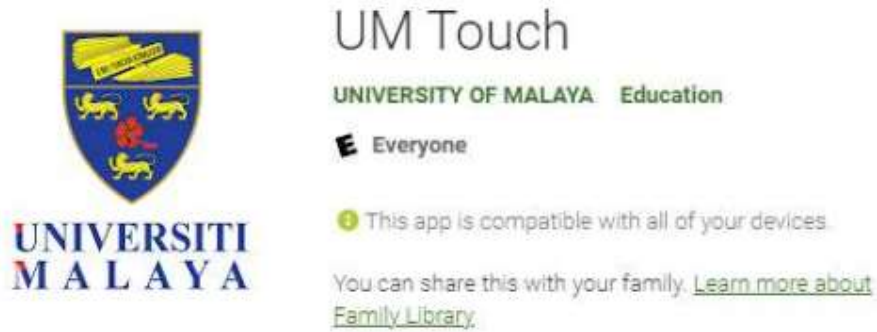 UNIVERSITI
MALAYA
UM Touch
UNIVERSITY OF MALAYA Education
E Everyone
This app is compatible with all of your devices.
You can share this with your family. Learn more about
Family Library.